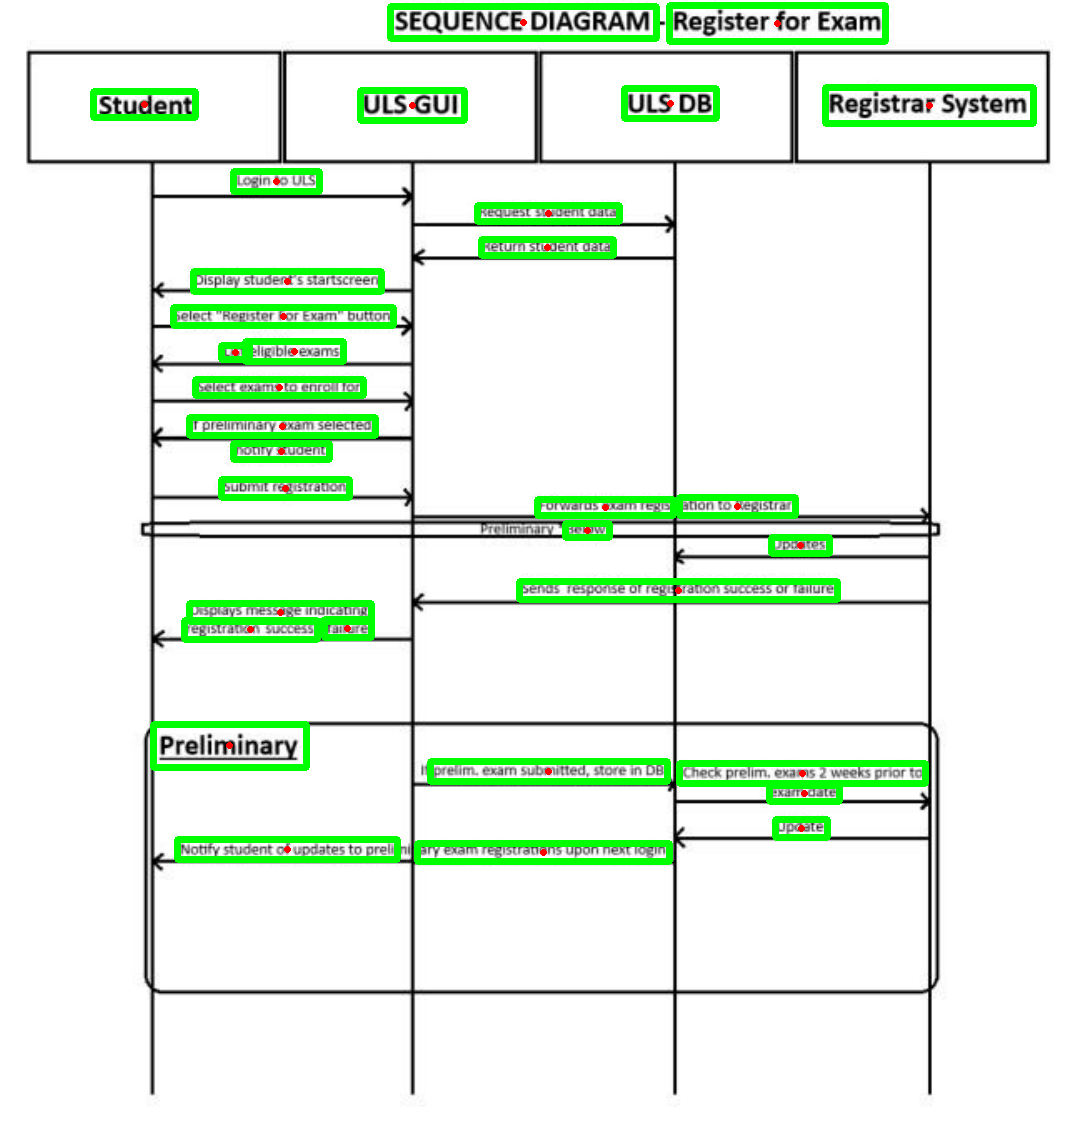 SEQUENCE DIAGRAM - Register for Exam
Student
ULS GUI
ULS DB
Registrar System
Login to ULS
Request student data
Return student data
Display student's startscreen
Select "Register For Exam" button
eligible exams
Select exams to enroll for
If preliminary exam selected
notify student
Submit registration
Forwards exam registration to Registrar
Preliminary
Updates
Sends response of registration success or failure
Displays message indicating
registration success failure
Preliminary
If prelim. exam submitted, store in DB
Check prelim. exams 2 weeks prior to
exam date
Update
Notify student of updates to preliminary exam registrations upon next login